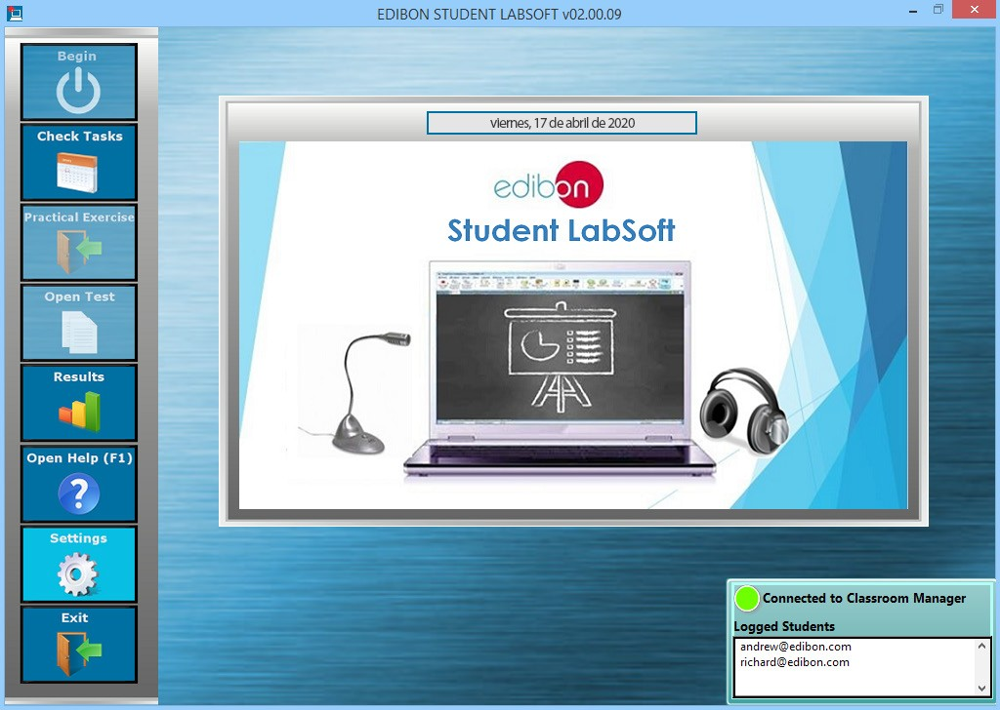 EDIBON STUDENT LABSOFT v02.00.09
Begin
Check Tasks
Practical Exercise
Open Test
Results
Open Help (F1)
Settings
Exit
viernes, 17 de abril de 2020
edibon
Student LabSoft
Connected to Classroom Manager
Logged Students
andrew@edibon.com
richard@edibon.com